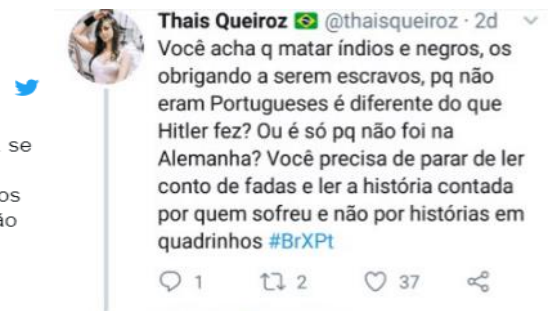 Thais Queiroz 🇧🇷 @thaisqueiroz · 2d
Você acha q matar índios e negros, os
obrigando a serem escravos, pq não
eram Portugueses é diferente do que
Hitler fez? Ou é só pq não foi na
se
Alemanha? Você precisa de parar de ler
conto de fadas e ler a história contada
os
por quem sofreu e não por histórias em
ão
quadrinhos #BrXPt
1 2 37